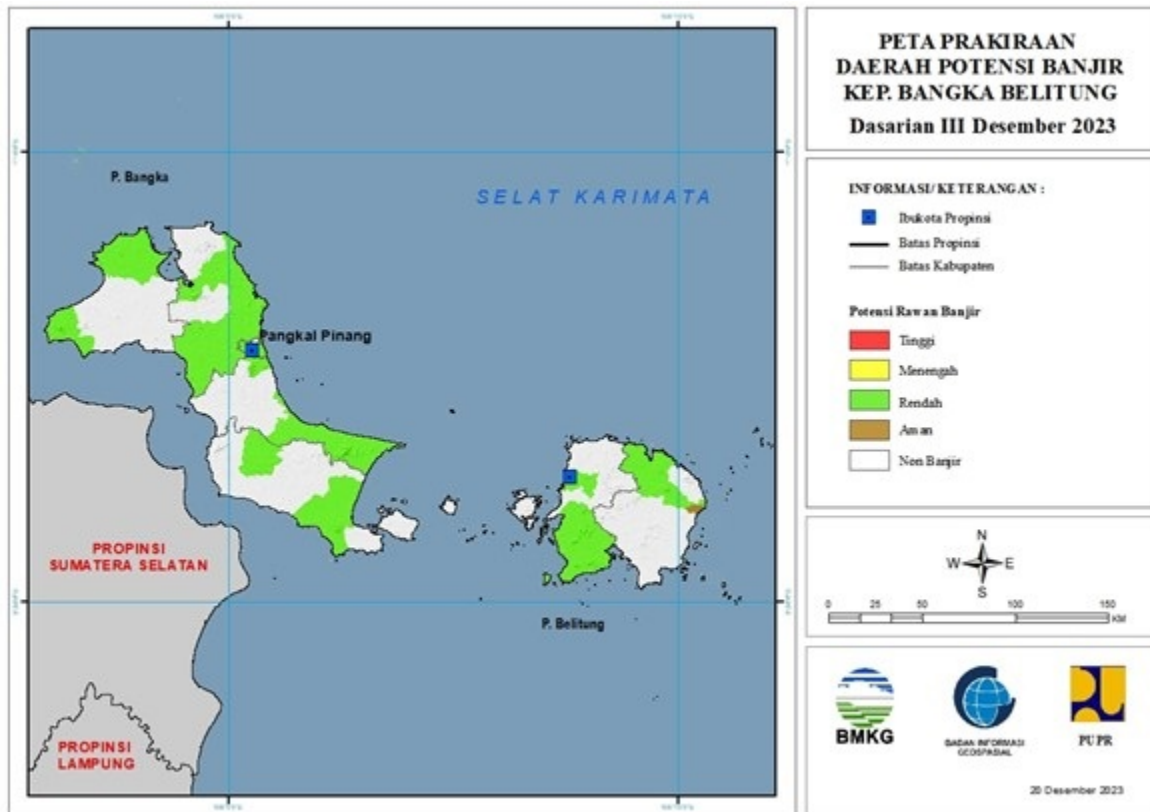 PETA PRAKIRAAN
DAERAH POTENSI BANJIR
KEP. BANGKA BELITUNG
Dasarian III Desember 2023
P. Bangka
SELAT KARIMATA
Pangkal Pinang
PROPINSI
SUMATERA SELATAN
P. Belitung
PROPINSI
LAMPUNG
INFORMASI/KETERANGAN :
Ibukota Propinsi
Batas Propinsi
Batas Kabupaten
Potensi Rawan Banjir
Tinggi
Menengah
Rendah
Aman
Non Banjir
N
W E
S
0 25 50 100 150
KM
BMKG
BADAN INFORMASI
GEOSPASIAL
PUPR
20 Desember 2023